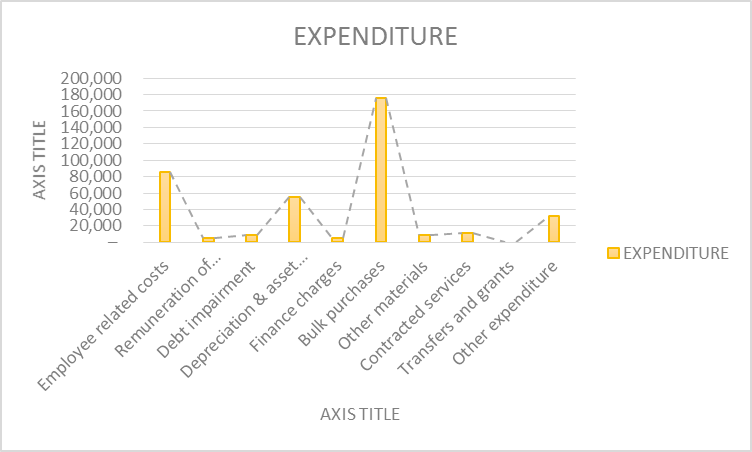 EXPENDITURE
AXIS TITLE
200,000
180,000
160,000
140,000
120,000
100,000
80,000
60,000
40,000
20,000
–
Employee related costs
Remuneration of...
Debt impairment
Depreciation & asset...
Finance charges
Bulk purchases
Other materials
Contracted services
Transfers and grants
Other expenditure
EXPENDITURE
AXIS TITLE